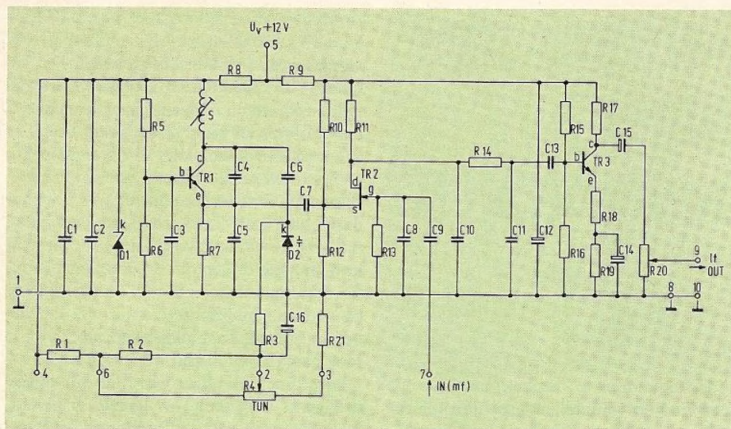 Uv +12V
5
R8 R9
R5 S R10 R11 R15 R17
C4 C6 R14 C13 C15
b c e TR1 C7 d g s TR2 b c e TR3
C1 C2 k D1 R6 C3 R7 C5 k D2 R12 R13 C8 C9 C10 C11 C12 R16 R18 C14 R19 R20 9 lf
OUT
1 8 10
R3 C16 R21
R1 R2
4 6 2 3 7 IN (mf)
R4
TUN